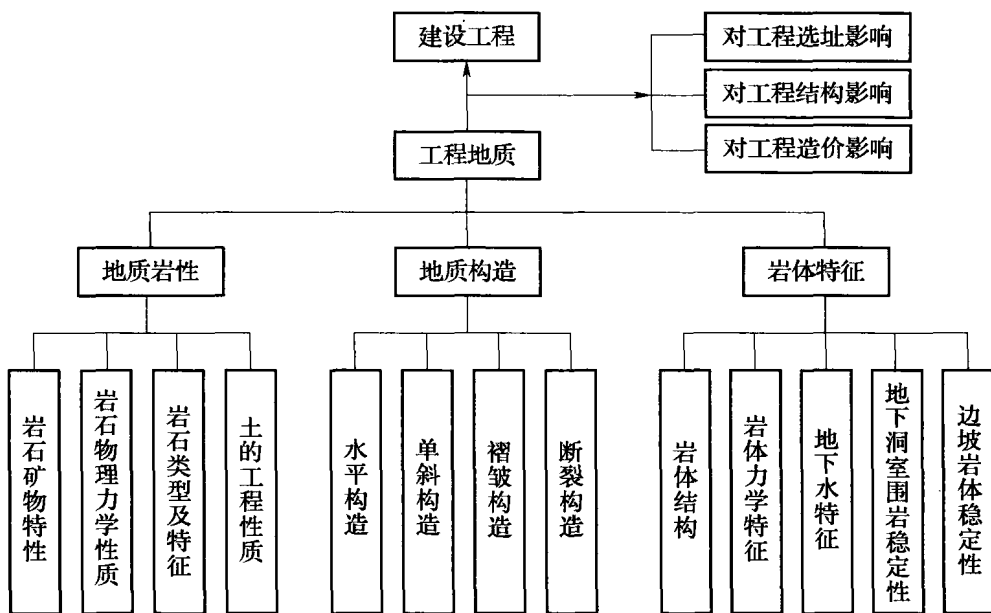 建设工程
对工程选址影响
对工程结构影响
对工程造价影响
工程地质
地质岩性
地质构造
岩体特征
岩石矿物特性
岩石物理力学性质
岩石类型及特征
土的工程性质
水平构造
单斜构造
褶皱构造
断裂构造
岩体结构
岩体力学特征
地下水特征
地下洞室围岩稳定性
边坡岩体稳定性